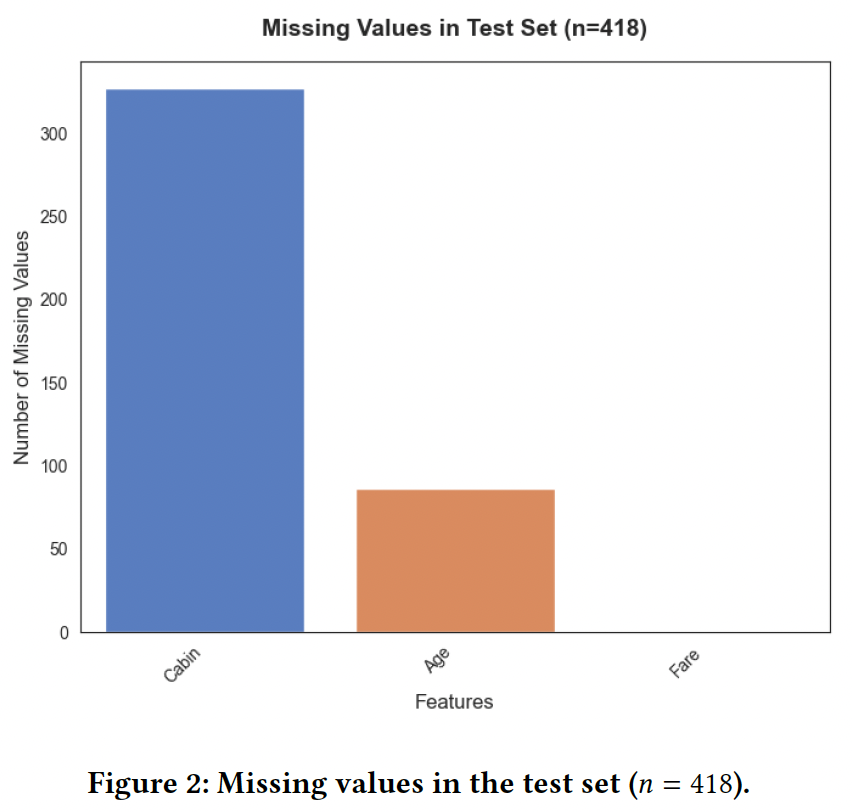 Missing Values in Test Set (n=418)
Number of Missing Values
300
250
200
150
100
50
0
Cabin
Age
Fare
Features
Figure 2: Missing values in the test set (n = 418).